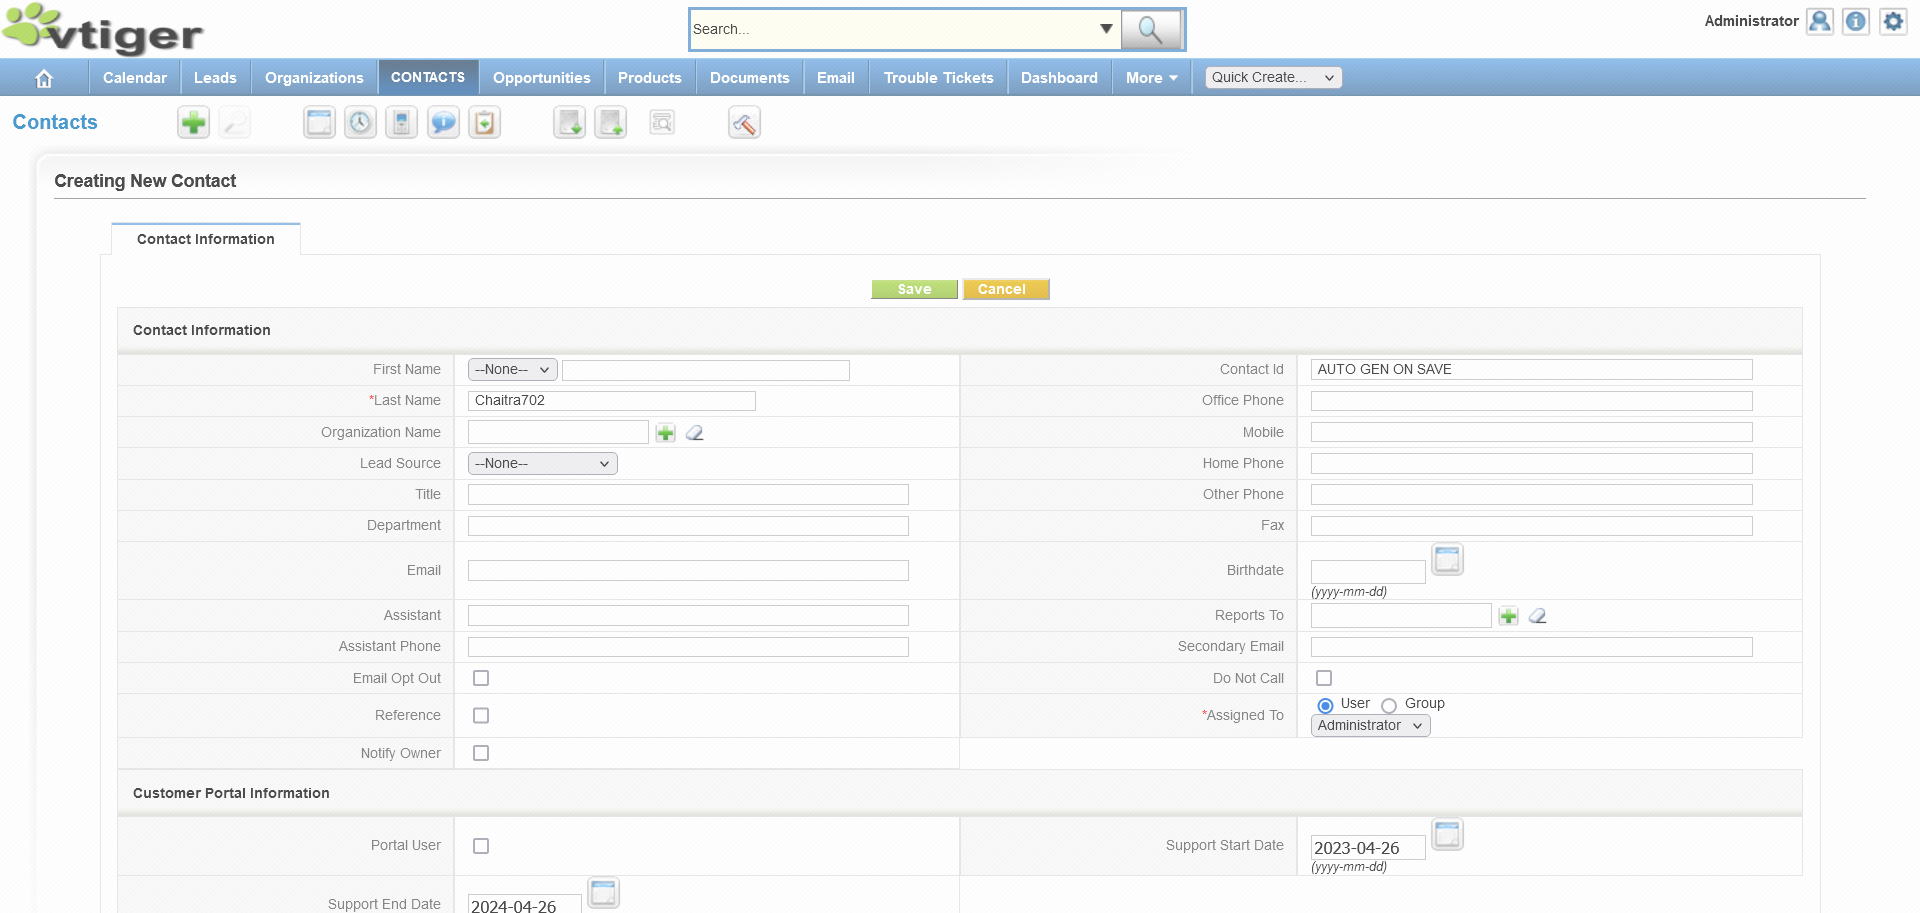 vtiger
Search...
Administrator
Calendar Leads Organizations CONTACTS Opportunities Products Documents Email Trouble Tickets Dashboard More Quick Create...
Contacts
Creating New Contact
Contact Information
Save Cancel
Contact Information
First Name --None-- Contact Id AUTO GEN ON SAVE
*Last Name Chaitra702 Office Phone
Organization Name Mobile
Lead Source --None-- Home Phone
Title Other Phone
Department Fax
Email Birthdate
(yyyy-mm-dd)
Assistant Reports To
Assistant Phone Secondary Email
Email Opt Out Do Not Call
Reference *Assigned To User Group
Administrator
Notify Owner
Customer Portal Information
Portal User Support Start Date 2023-04-26
(yyyy-mm-dd)
Support End Date 2024-04-26